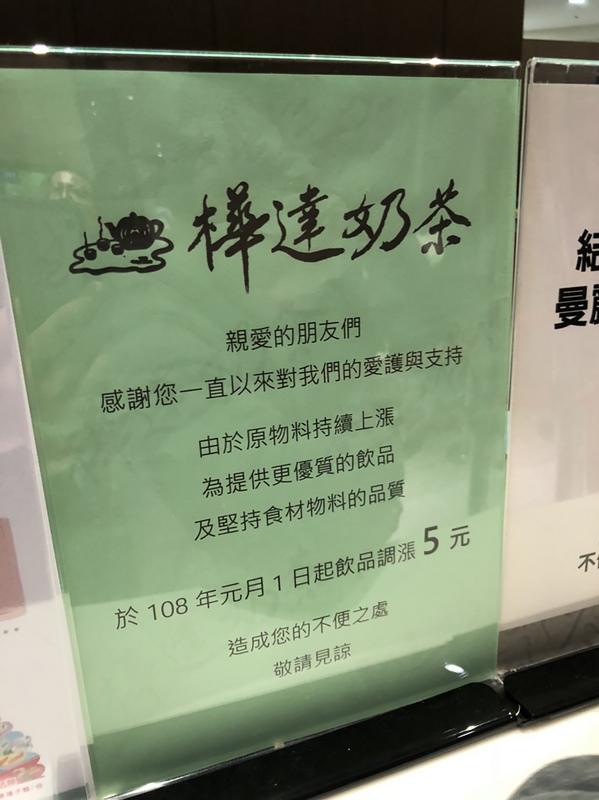 樺達奶茶
親愛的朋友們
感謝您一直以來對我們的愛護與支持
由於原物料持續上漲
為提供更優質的飲品
及堅持食材物料的品質
於 108 年元月 1 日起飲品調漲 5 元
造成您的不便之處
敬請見諒
結
曼
不